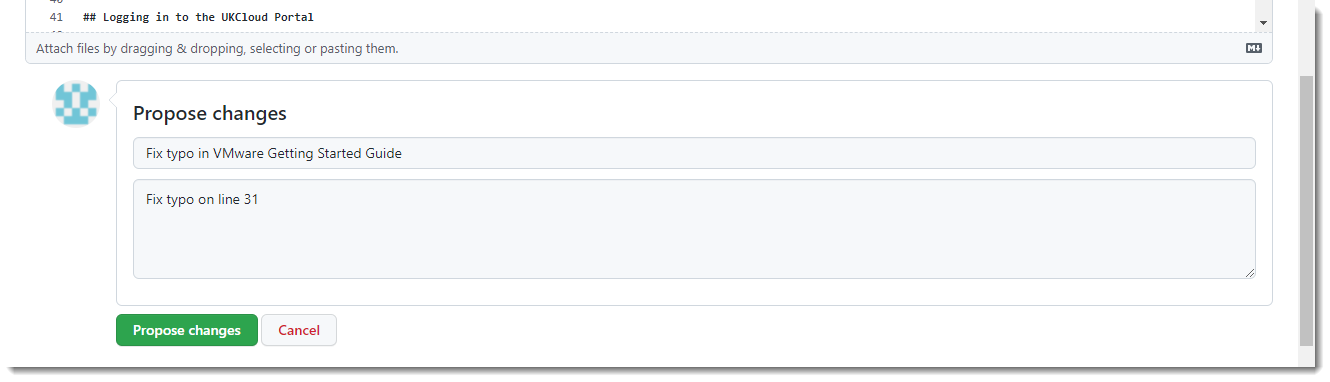 41 ## Logging in to the UKCloud Portal
Attach files by dragging & dropping, selecting or pasting them.
Propose changes
Fix typo in VMware Getting Started Guide
Fix typo on line 31
Propose changes Cancel